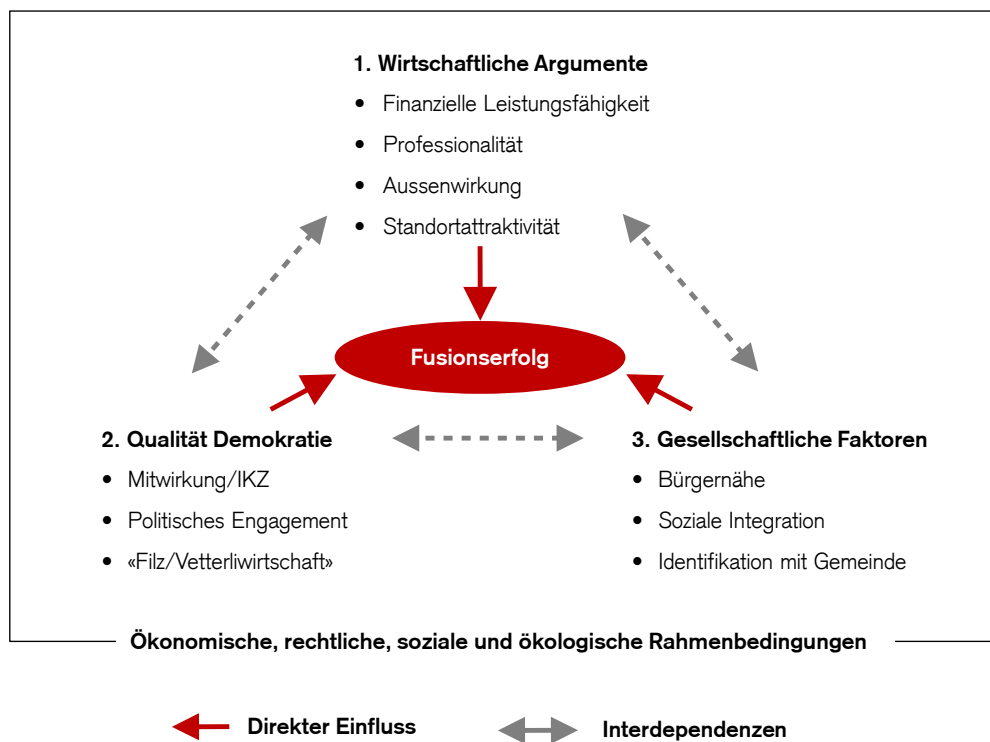 1. Wirtschaftliche Argumente
• Finanzielle Leistungsfähigkeit
• Professionalität
• Aussenwirkung
• Standortattraktivität
Fusionserfolg
2. Qualität Demokratie
• Mitwirkung/IKZ
• Politisches Engagement
• «Filz/Vetterliwirtschaft»
3. Gesellschaftliche Faktoren
• Bürgernähe
• Soziale Integration
• Identifikation mit Gemeinde
Ökonomische, rechtliche, soziale und ökologische Rahmenbedingungen
Direkter Einfluss
Interdependenzen